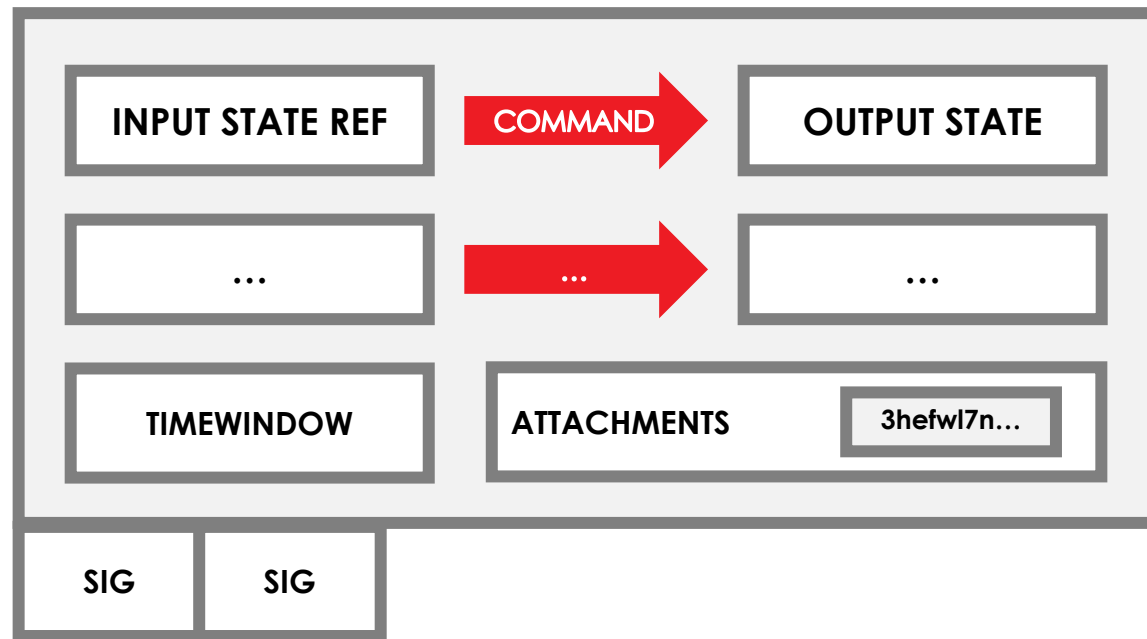 INPUT STATE REF
COMMAND
OUTPUT STATE
...
...
...
TIMEWINDOW
ATTACHMENTS
3hefwl7n...
SIG
SIG